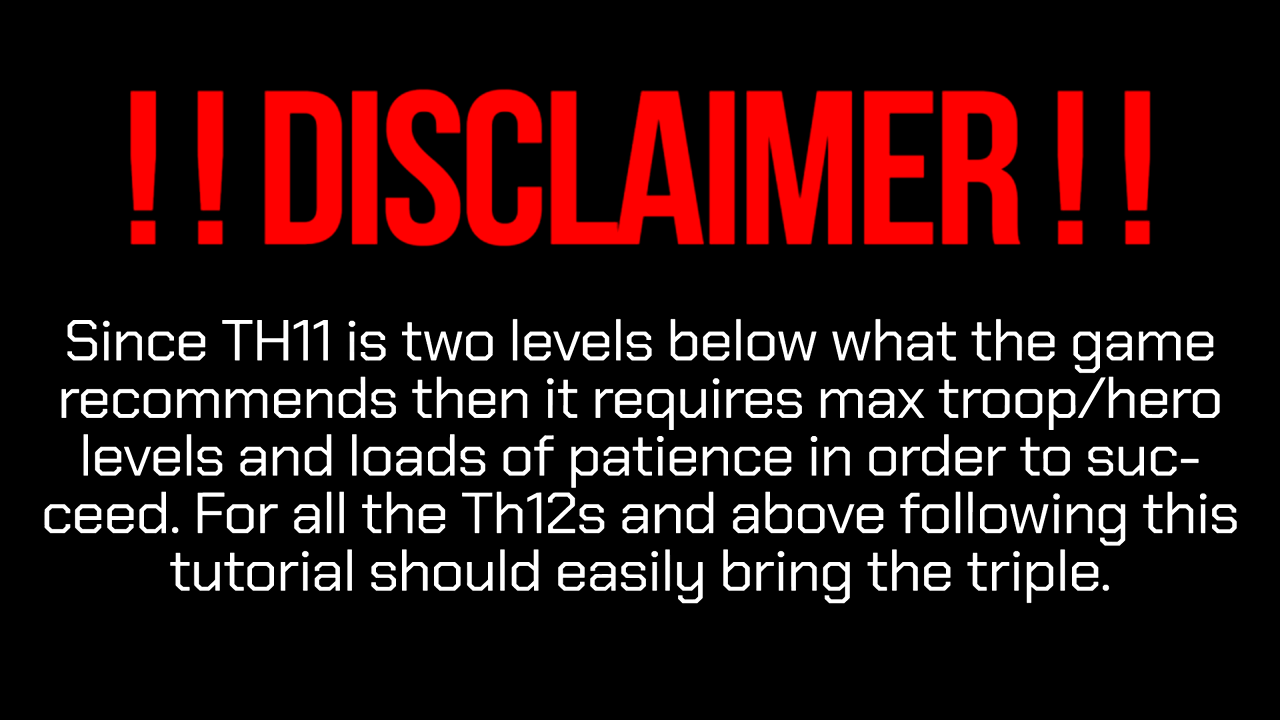 !!DISCLAIMER!!
Since TH11 is two levels below what the game
recommends then it requires max troop/hero
levels and loads of patience in order to suc-
ceed. For all the Th12s and above following this
tutorial should easily bring the triple.